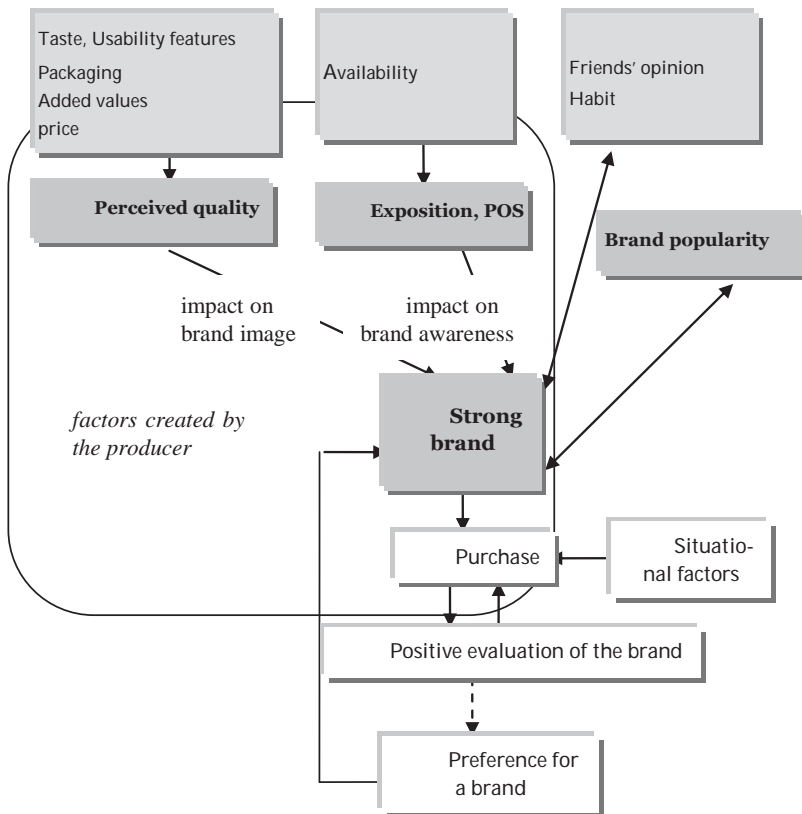 Taste, Usability features
Packaging
Added values
price
Availability
Friends’ opinion
Habit
Perceived quality
Exposition, POS
Brand popularity
impact on
brand image
impact on
brand awareness
factors created by
the producer
Strong
brand
Purchase
Situatio-
nal factors
Positive evaluation of the brand
Preference for
a brand